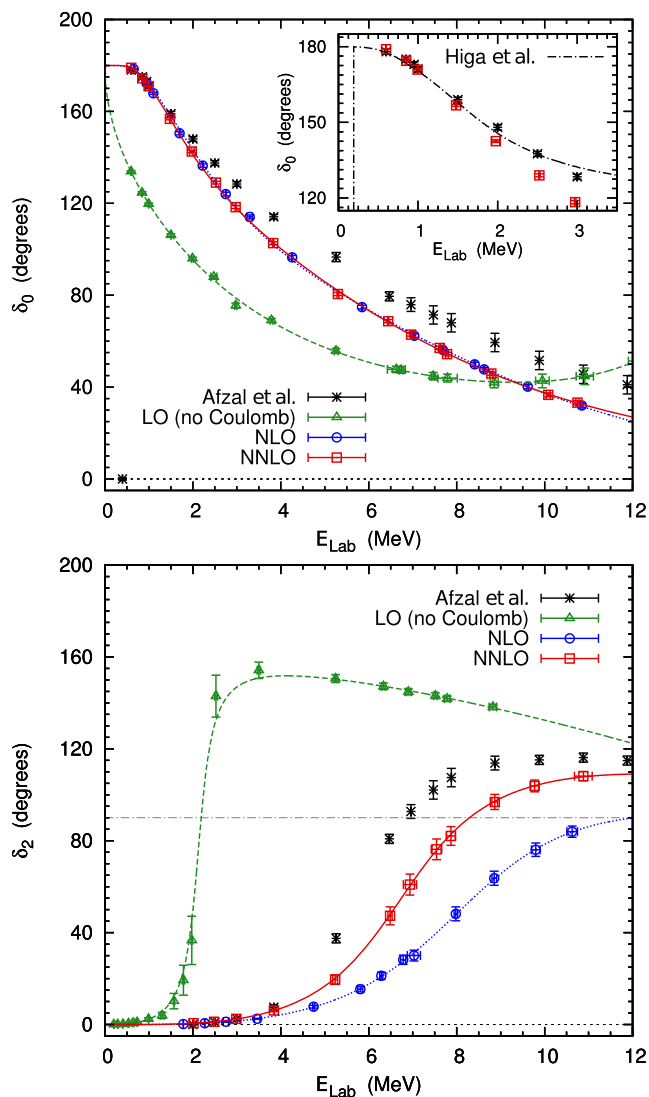 200
160
120
80
40
0
δ0 (degrees)
0 2 4 6 8 10 12
ELab (MeV)
Afzal et al.
LO (no Coulomb)
NLO
NNLO
180
150
120
δ0 (degrees)
0 1 2 3
ELab (MeV)
Higa et al.
200
160
120
80
40
0
δ2 (degrees)
0 2 4 6 8 10 12
ELab (MeV)
Afzal et al.
LO (no Coulomb)
NLO
NNLO